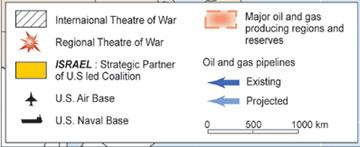 Internaional Theatre of War
Regional Theatre of War
ISRAEL : Strategic Partner
of U.S led Coalition
U.S. Air Base
U.S. Naval Base
Major oil and gas
producing regions and
reserves
Oil and gas pipelines
Existing
Projected
0 500 1000 km